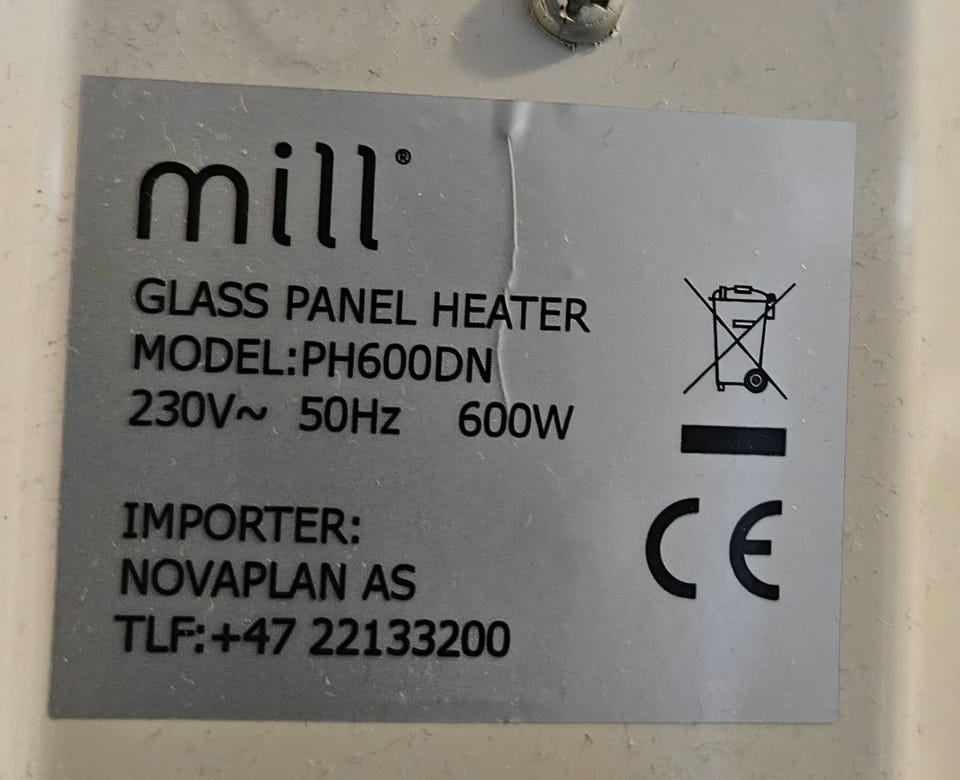 mill®
GLASS PANEL HEATER
MODEL:PH600DN
230V~ 50Hz 600W
IMPORTER:
NOVAPLAN AS
TLF:+47 22133200
CE